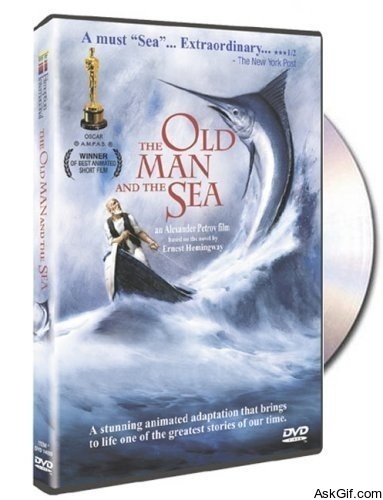 A must “Sea”... Extraordinary...
– The New York Post
OSCAR
WINNER
OF BEST ANIMATED
SHORT FILM
THE OLD
MAN
AND THE
SEA
an Alexander Petrov film
based on the novel by
Ernest Hemingway
A stunning animated adaptation that brings
to life one of the greatest stories of our time.
DVD
THE OLD MAN AND THE SEA
DVD
AskGif.com